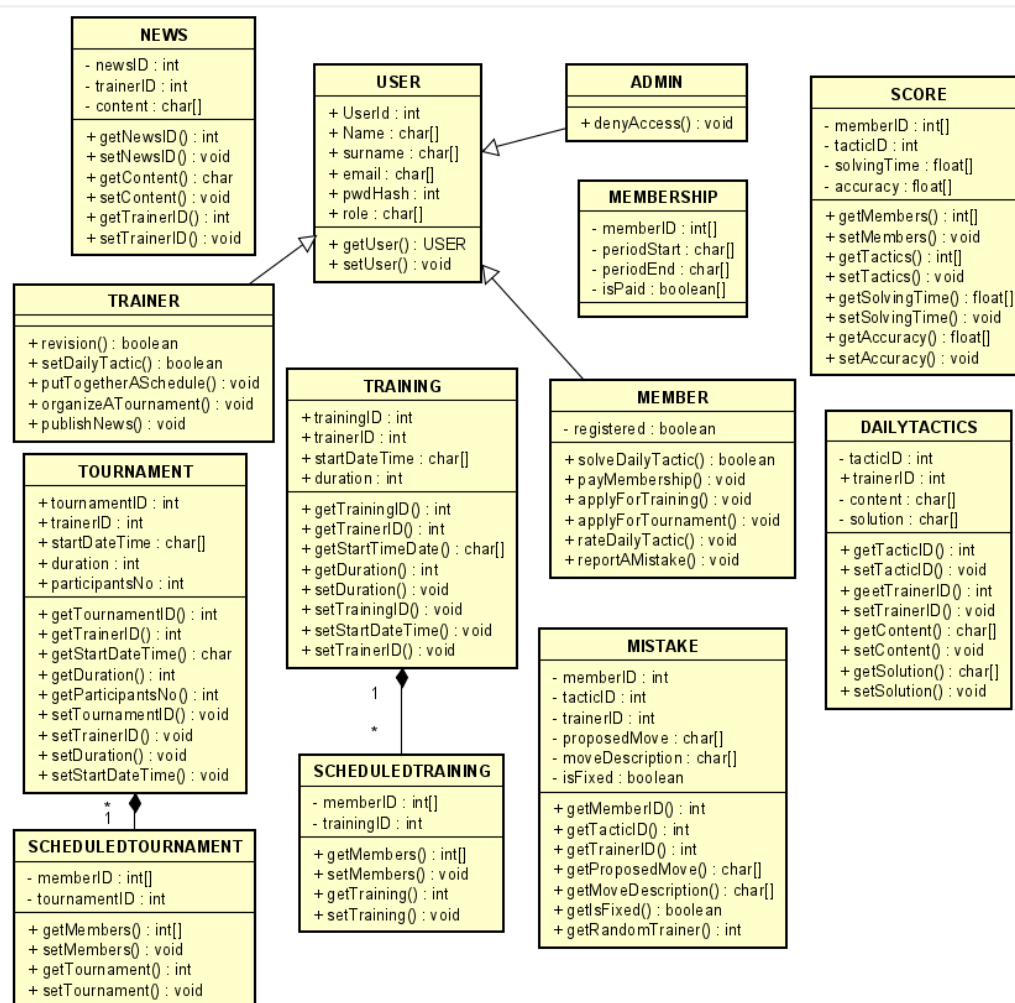 NEWS
- newsID : int
- trainerID : int
- content : char[]
+ getNewsID() : int
+ setNewsID() : void
+ getContent() : char
+ setContent() : void
+ getTrainerID() : int
+ setTrainerID() : void
USER
+ UserId : int
+ Name : char[]
+ surname : char[]
+ email : char[]
+ pwdHash : int
+ role : char[]
+ getUser() : USER
+ setUser() : void
ADMIN
+ denyAccess() : void
SCORE
- memberID : int[]
- tacticID : int
- solvingTime : float[]
- accuracy : float[]
+ getMembers() : int[]
+ setMembers() : void
+ getTactics() : int[]
+ setTactics() : void
+ getSolvingTime() : float[]
+ setSolvingTime() : void
+ getAccuracy() : float[]
+ setAccuracy() : void
MEMBERSHIP
- memberID : int[]
- periodStart : char[]
- periodEnd : char[]
- isPaid : boolean[]
TRAINER
+ revision() : boolean
+ setDailyTactic() : boolean
+ putTogetherASchedule() : void
+ organizeATournament() : void
+ publishNews() : void
TRAINING
+ trainingID : int
+ trainerID : int
+ startDateTime : char[]
+ duration : int
+ getTrainingID() : int
+ getTrainerID() : int
+ getStartTimeDate() : char[]
+ getDuration() : int
+ setDuration() : void
+ setTrainingID() : void
+ setStartDateTime() : void
+ setTrainerID() : void
MEMBER
- registered : boolean
+ solveDailyTactic() : boolean
+ payMembership() : void
+ applyForTraining() : void
+ applyForTournament() : void
+ rateDailyTactic() : void
+ reportAMistake() : void
DAILYTACTICS
- tacticID : int
+ trainerID : int
- content : char[]
- solution : char[]
+ getTacticID() : int
+ setTacticID() : void
+ geetTrainerID() : int
+ setTrainerID() : void
+ getContent() : char[]
+ setContent() : void
+ getSolution() : char[]
+ setSolution() : void
TOURNAMENT
+ tournamentID : int
+ trainerID : int
+ startDateTime : char[]
+ duration : int
+ participantsNo : int
+ getTournamentID() : int
+ getTrainerID() : int
+ getStartDateTime() : char
+ getDuration() : int
+ getParticipantsNo() : int
+ setTournamentID() : void
+ setTrainerID() : void
+ setDuration() : void
+ setStartDateTime() : void
1
*
MISTAKE
- memberID : int
- tacticID : int
- trainerID : int
- proposedMove : char[]
- moveDescription : char[]
- isFixed : boolean
+ getMemberID() : int
+ getTacticID() : int
+ getTrainerID() : int
+ getProposedMove() : char[]
+ getMoveDescription() : char[]
+ getIsFixed() : boolean
+ getRandomTrainer() : int
SCHEDULEDTRAINING
- memberID : int[]
- trainingID : int
+ getMembers() : int[]
+ setMembers() : void
+ getTraining() : int
+ setTraining() : void
*
1
SCHEDULEDTOURNAMENT
- memberID : int[]
- tournamentID : int
+ getMembers() : int[]
+ setMembers() : void
+ getTournament() : int
+ setTournament() : void